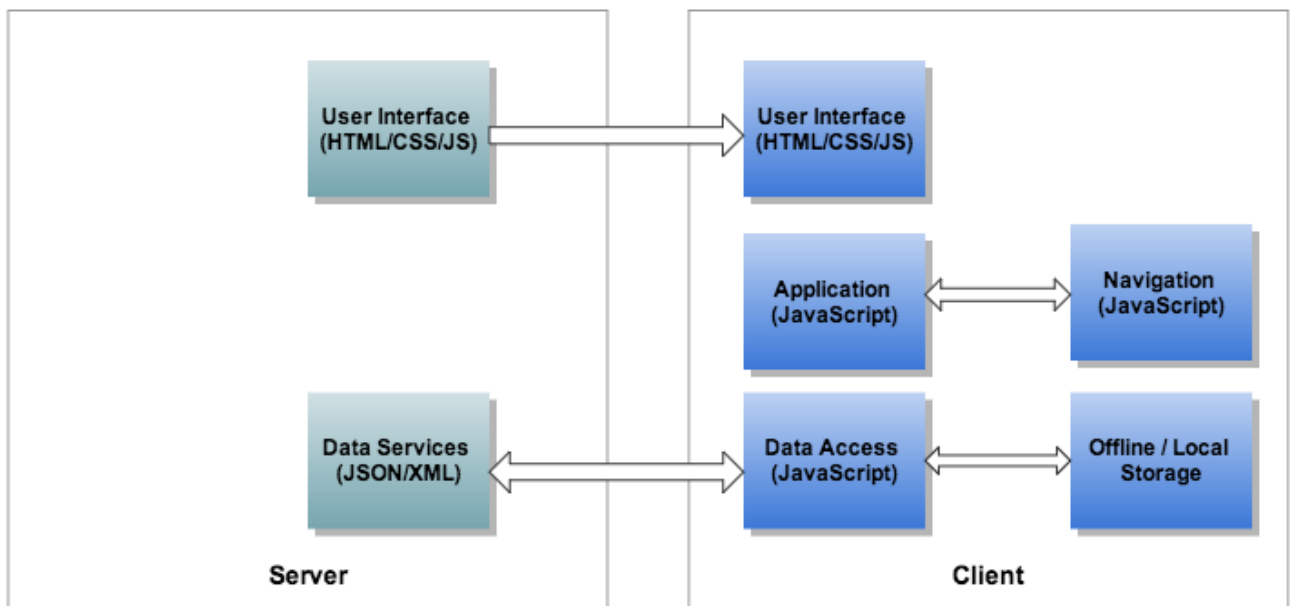 User Interface
(HTML/CSS/JS)
User Interface
(HTML/CSS/JS)
Application
(JavaScript)
Navigation
(JavaScript)
Data Services
(JSON/XML)
Data Access
(JavaScript)
Offline / Local
Storage
Server
Client